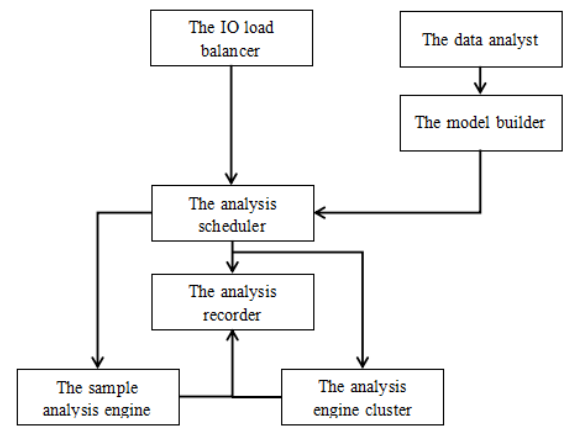 The IO load
balancer
The data analyst
The model builder
The analysis
scheduler
The analysis
recorder
The sample
analysis engine
The analysis
engine cluster